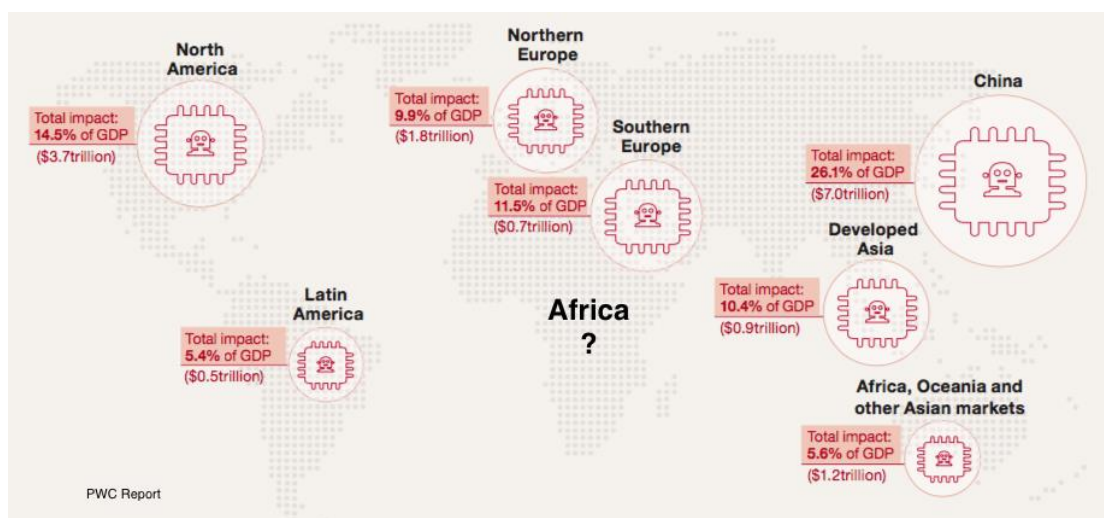 North
America
Total impact:
14.5% of GDP
($3.7trillion)
Northern
Europe
Total impact:
9.9% of GDP
($1.8trillion)
Southern
Europe
Total impact:
11.5% of GDP
($0.7trillion)
China
Total impact:
26.1% of GDP
($7.0trillion)
Developed
Asia
Total impact:
10.4% of GDP
($0.9trillion)
Latin
America
Total impact:
5.4% of GDP
($0.5trillion)
Africa
?
Africa, Oceania and
other Asian markets
Total impact:
5.6% of GDP
($1.2trillion)
PWC Report